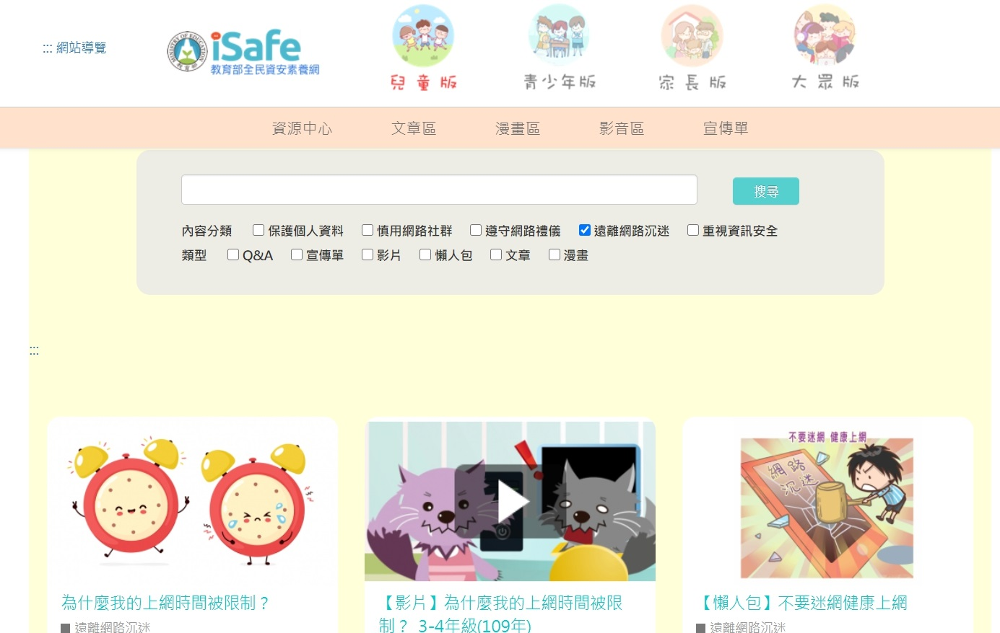 ::: 網站導覽
MINISTRY OF EDUCATION
iSafe
教育部全民資安素養網
兒童版
青少年版
家長版
大眾版
資源中心 文章區 漫畫區 影音區 宣傳單
搜尋
內容分類 保護個人資料 慎用網路社群 遵守網路禮儀 遠離網路沉迷 重視資訊安全
類型 Q&A 宣傳單 影片 懶人包 文章 漫畫
:::
不要迷網 健康上網
網路
沉迷
為什麼我的上網時間被限制？
遠離網路沉迷
【影片】為什麼我的上網時間被限
制？ 3-4年級(109年)
【懶人包】不要迷網健康上網
遠離網路沉迷